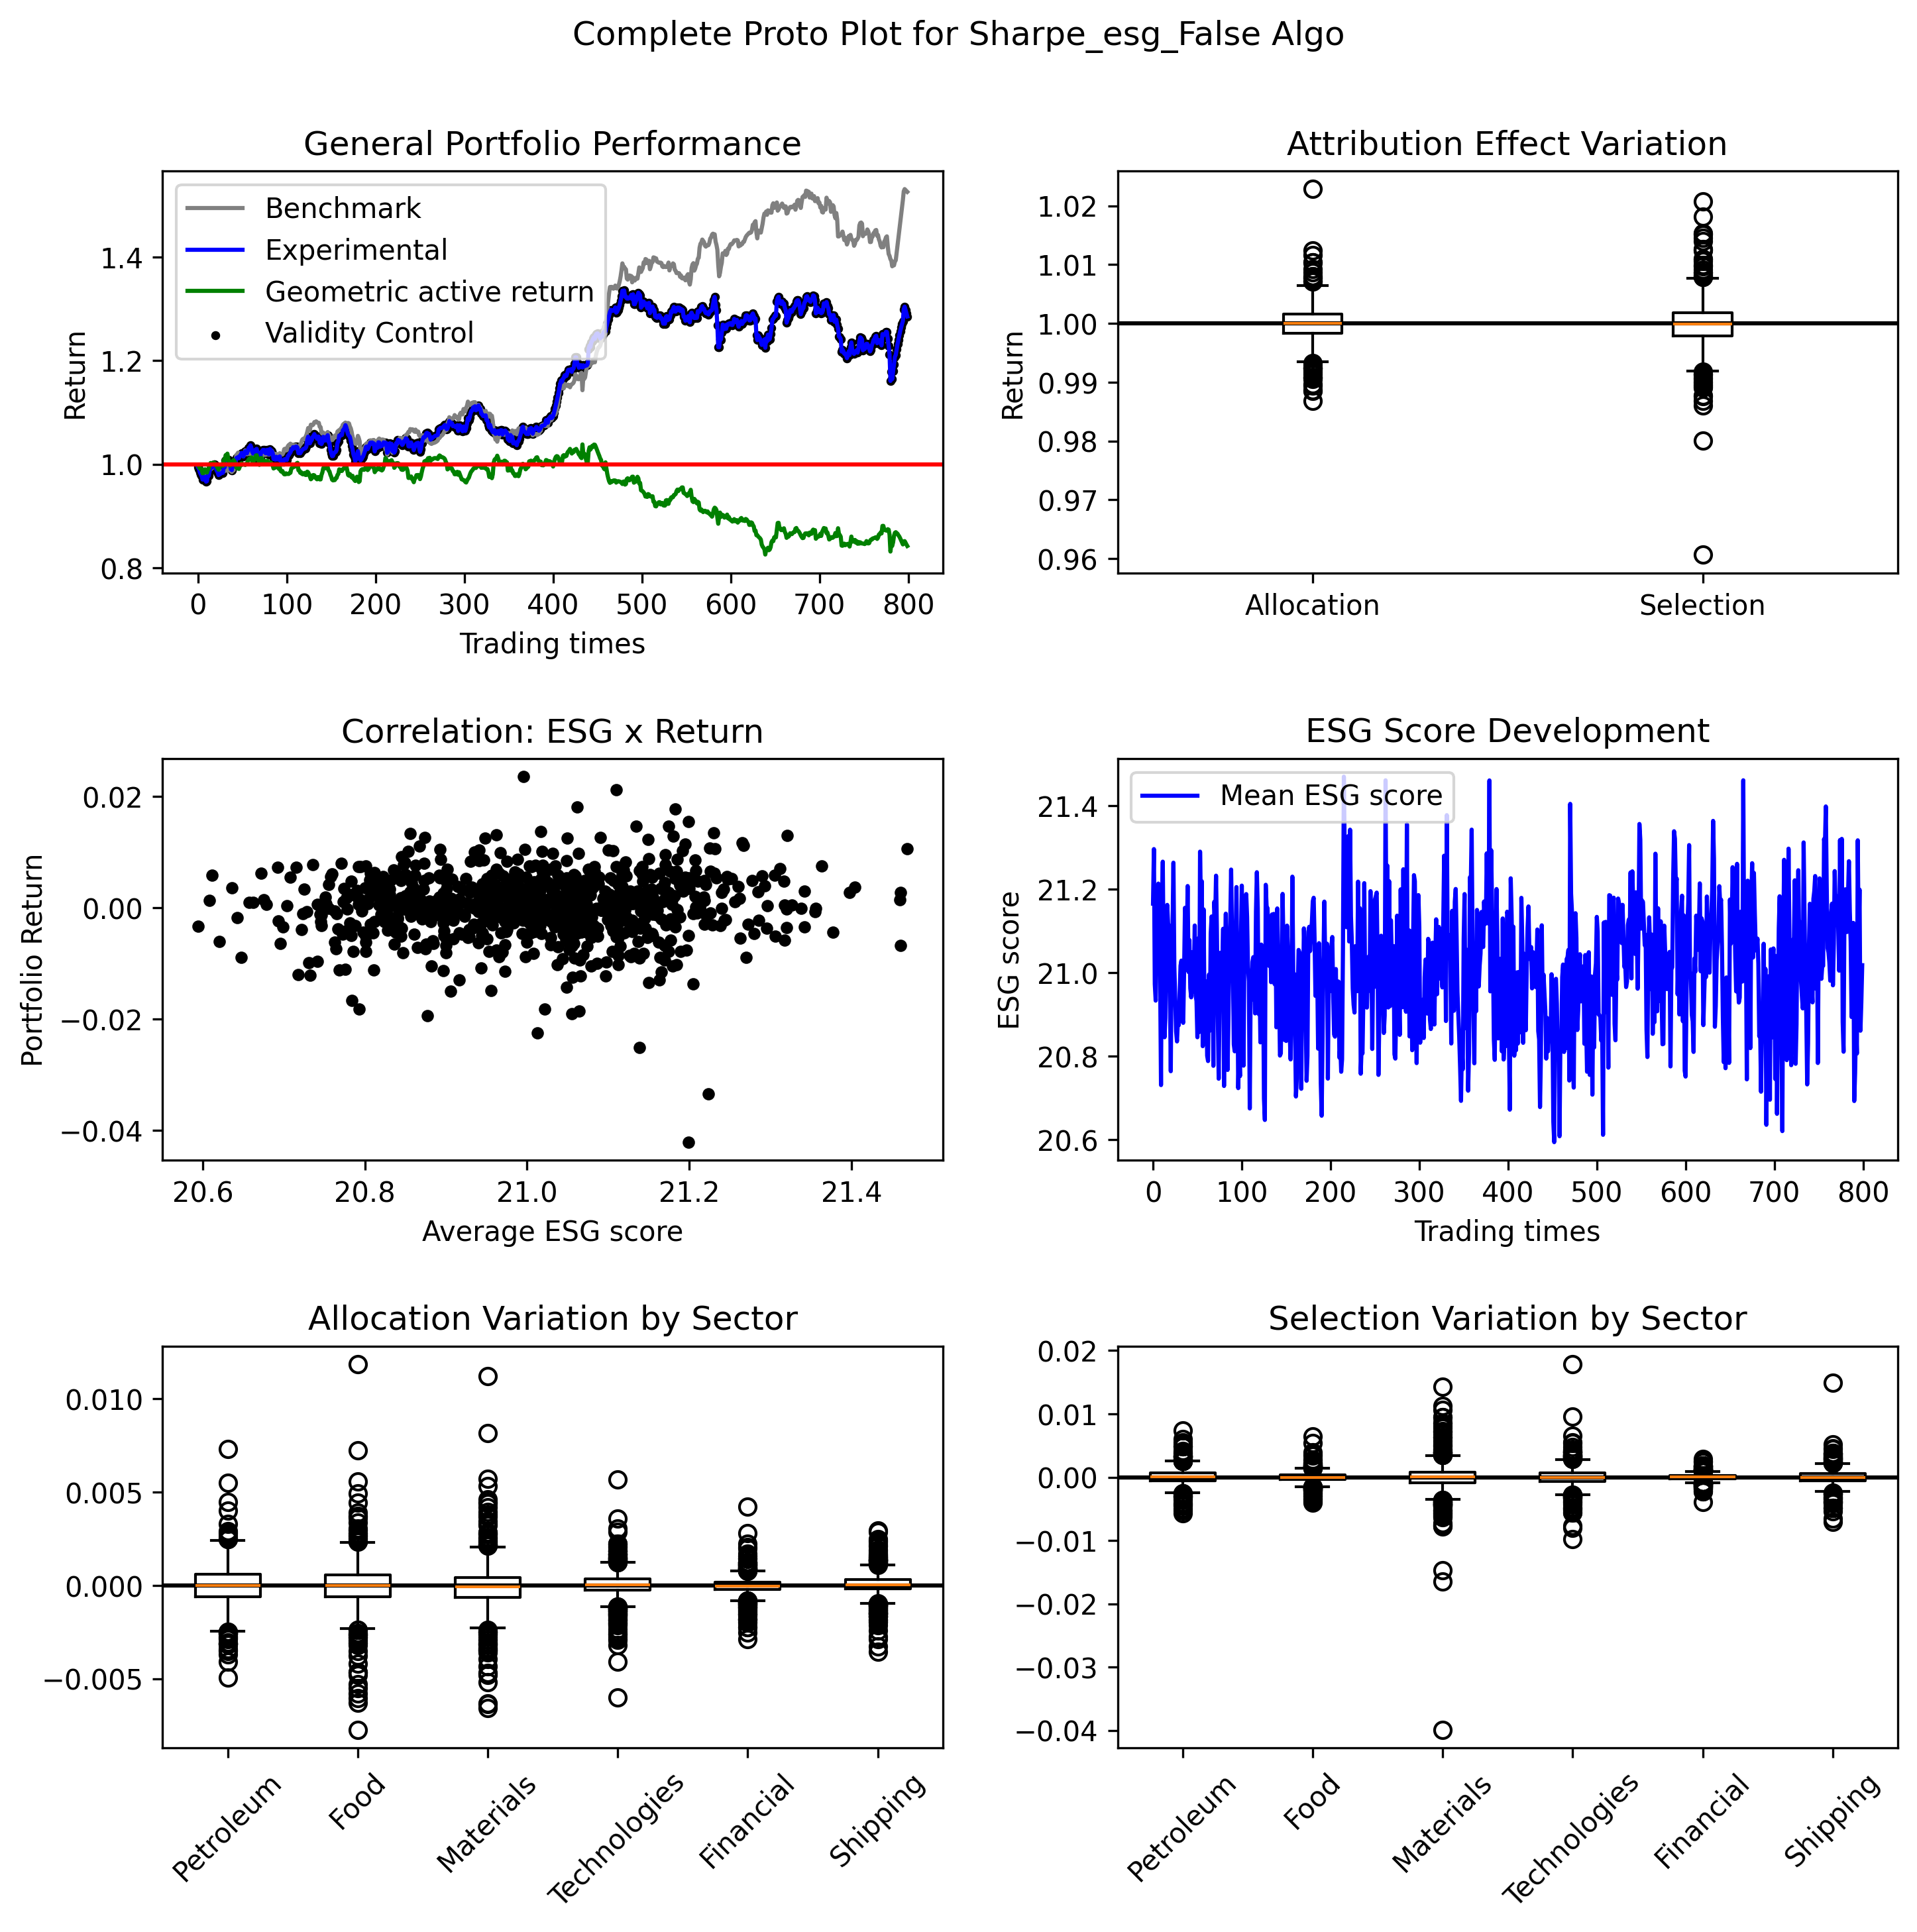 Complete Proto Plot for Sharpe_esg_False Algo
General Portfolio Performance
Benchmark
Experimental
Geometric active return
Validity Control
Return
1.4
1.2
1.0
0.8
0 100 200 300 400 500 600 700 800
Trading times
Attribution Effect Variation
Return
1.02
1.01
1.00
0.99
0.98
0.97
0.96
Allocation Selection
Correlation: ESG x Return
Portfolio Return
0.02
0.00
−0.02
−0.04
20.6 20.8 21.0 21.2 21.4
Average ESG score
ESG Score Development
Mean ESG score
ESG score
21.4
21.2
21.0
20.8
20.6
0 100 200 300 400 500 600 700 800
Trading times
Allocation Variation by Sector
0.010
0.005
0.000
−0.005
Petroleum Food Materials Technologies Financial Shipping
Selection Variation by Sector
0.02
0.01
0.00
−0.01
−0.02
−0.03
−0.04
Petroleum Food Materials Technologies Financial Shipping